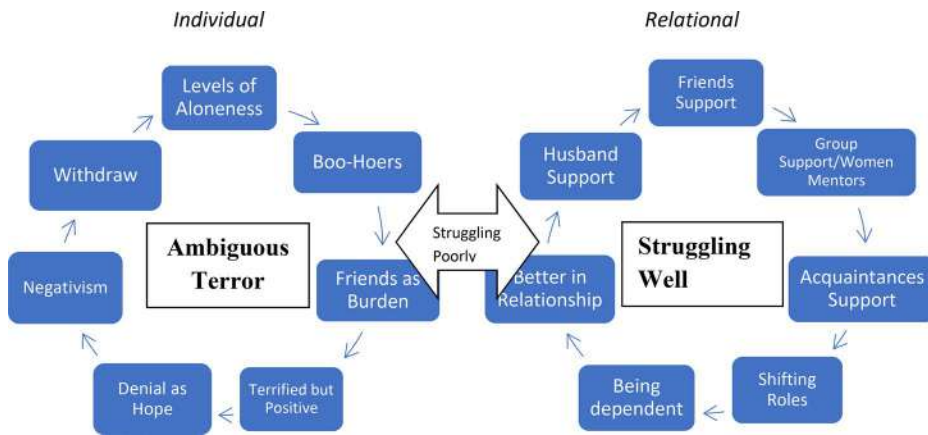 Individual
Relational
Levels of
Aloneness
Boo-Hoers
Friends as
Burden
Terrified but
Positive
Denial as
Hope
Negativism
Withdraw
Ambiguous
Terror
Struggling
Poorly
Friends
Support
Group
Support/Women
Mentors
Acquaintances
Support
Shifting
Roles
Being
dependent
Better in
Relationship
Husband
Support
Struggling
Well